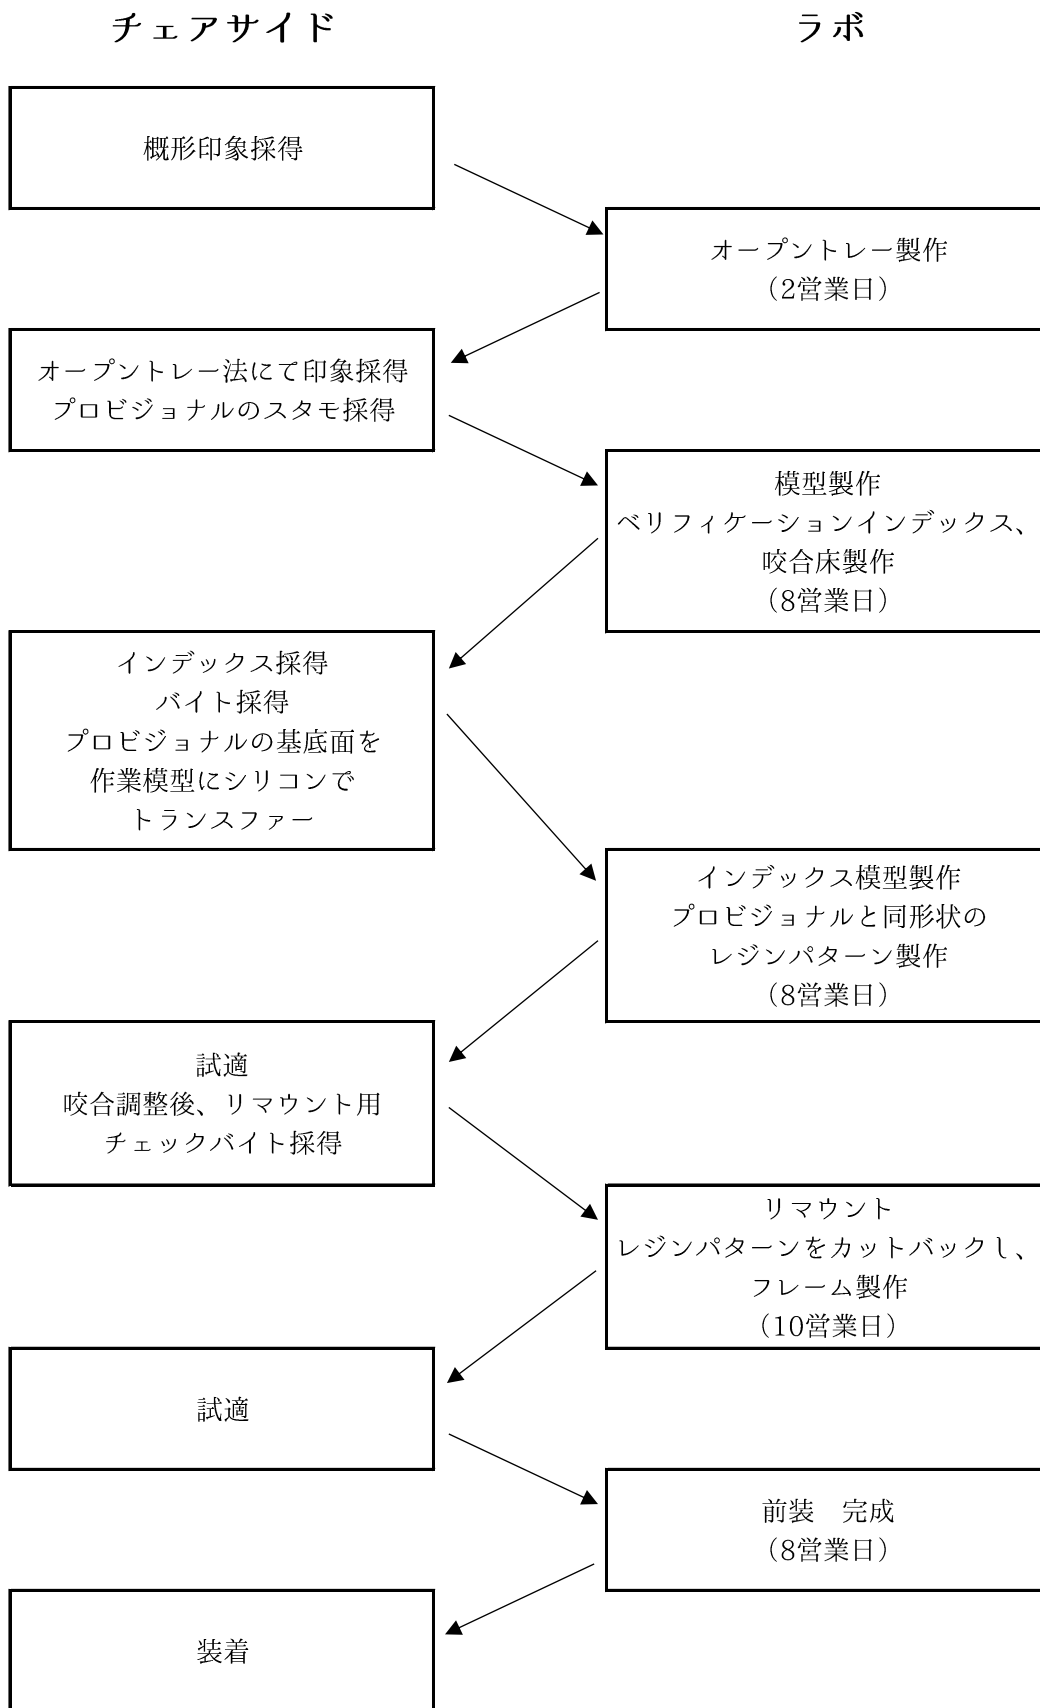 チェアサイド
ラボ
概形印象採得
オープントレー製作
（2営業日）
オープントレー法にて印象採得
プロビジョナルのスタモ採得
模型製作
ベリフィケーションインデックス、
咬合床製作
（8営業日）
インデックス採得
バイト採得
プロビジョナルの基底面を
作業模型にシリコンで
トランスファー
インデックス模型製作
プロビジョナルと同形状の
レジンパターン製作
（8営業日）
試適
咬合調整後、リマウント用
チェックバイト採得
リマウント
レジンパターンをカットバックし、
フレーム製作
（10営業日）
試適
前装　完成
（8営業日）
装着